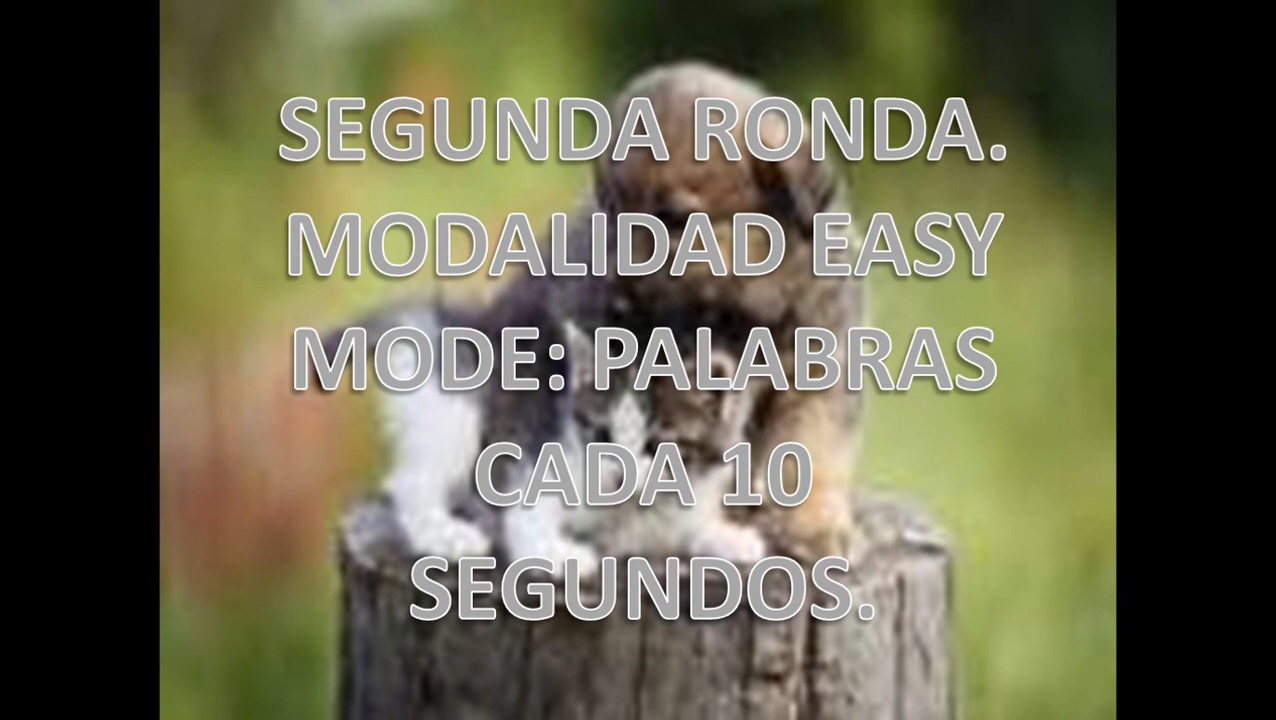 SEGUNDA RONDA.
MODALIDAD EASY
MODE: PALABRAS
CADA 10
SEGUNDOS.